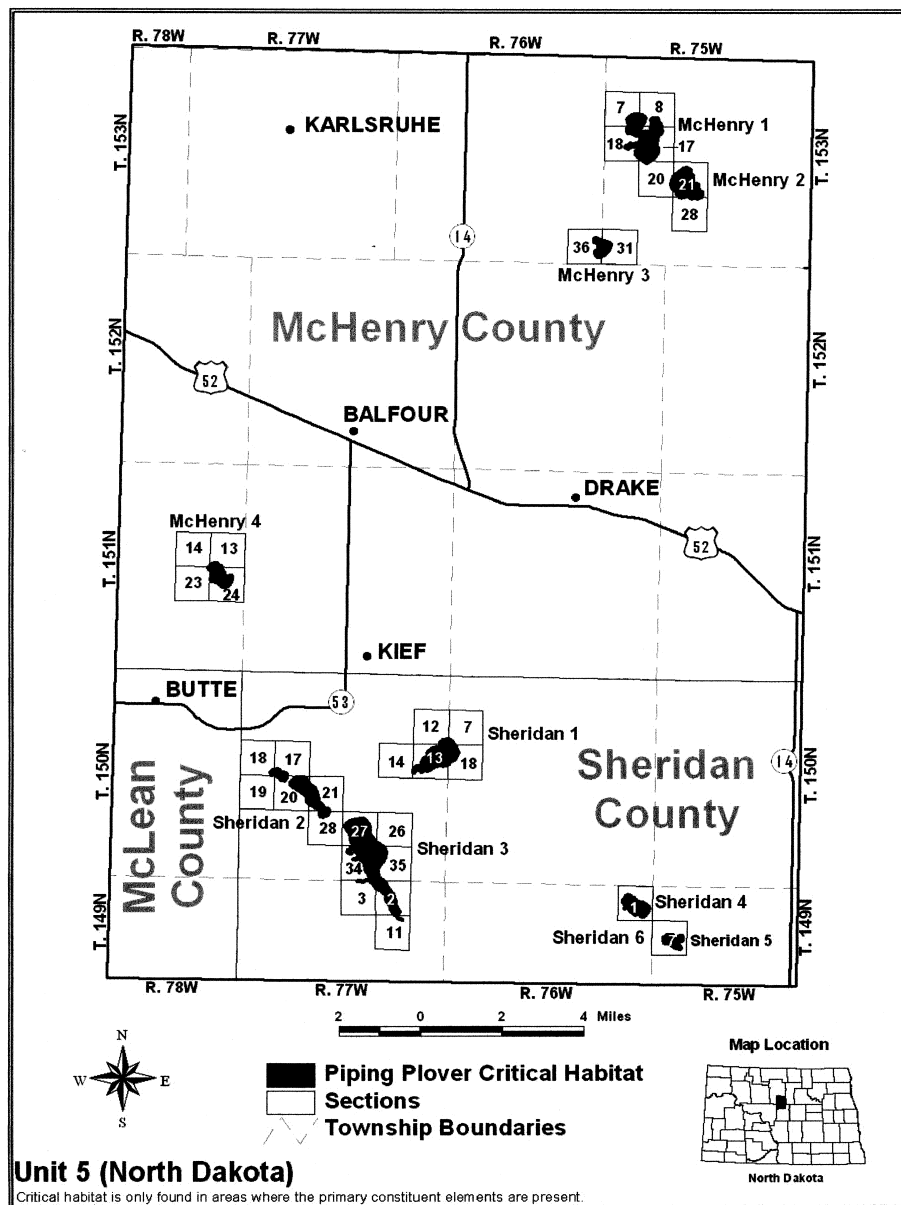 R. 78W
R. 77W
R. 76W
R. 75W
T. 153N
T. 153N
KARLSRUHE
7 8
McHenry 1
18 17
20 21
McHenry 2
28
14
36 31
McHenry 3
McHenry County
T. 152N
T. 152N
52
BALFOUR
DRAKE
McHenry 4
14 13
23 24
T. 151N
T. 151N
52
KIEF
BUTTE
53
12 7
Sheridan 1
14 13 18
18 17
19 20 21
Sheridan 2
28
T. 150N
T. 150N
14
Sheridan
County
McLean
County
27 26
Sheridan 3
34 35
3 2
11
1
Sheridan 4
Sheridan 6
7
Sheridan 5
T. 149N
T. 149N
R. 78W
R. 77W
R. 76W
R. 75W
2 0 2 4 Miles
N
W E
S
Piping Plover Critical Habitat
Sections
Township Boundaries
Map Location
North Dakota
Unit 5 (North Dakota)
Critical habitat is only found in areas where the primary constituent elements are present.